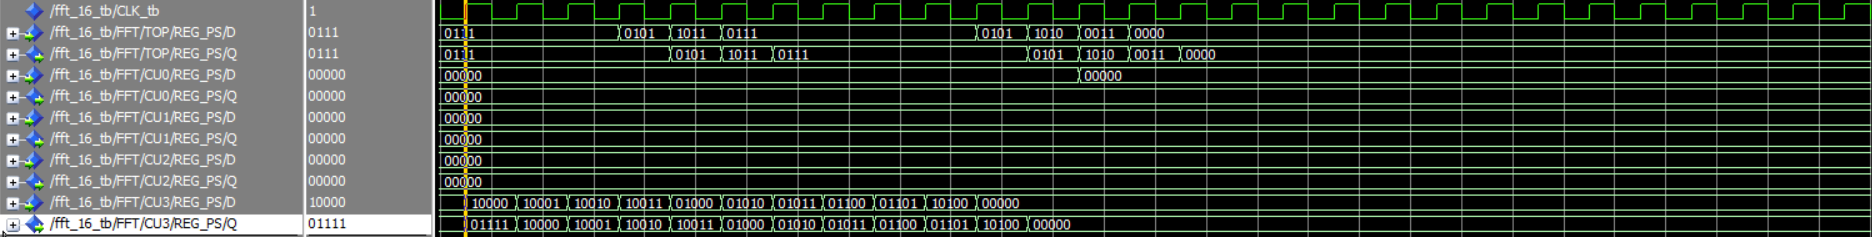 /fft_16_tb/CLK_tb 1
/fft_16_tb/FFT/TOP/REG_PS/D 0111 0111 0101 1011 0111 0101 1010 0011 0000
/fft_16_tb/FFT/TOP/REG_PS/Q 0111 0111 0101 1011 0111 0101 1010 0011 0000
/fft_16_tb/FFT/CU0/REG_PS/D 00000 00000 00000
/fft_16_tb/FFT/CU0/REG_PS/Q 00000 00000
/fft_16_tb/FFT/CU1/REG_PS/D 00000 00000
/fft_16_tb/FFT/CU1/REG_PS/Q 00000 00000
/fft_16_tb/FFT/CU2/REG_PS/D 00000 00000
/fft_16_tb/FFT/CU2/REG_PS/Q 00000 00000
/fft_16_tb/FFT/CU3/REG_PS/D 10000 10000 10001 10010 10011 01000 01010 01011 01100 01101 10100 00000
/fft_16_tb/FFT/CU3/REG_PS/Q 01111 01111 10000 10001 10010 10011 01000 01010 01011 01100 01101 10100 00000